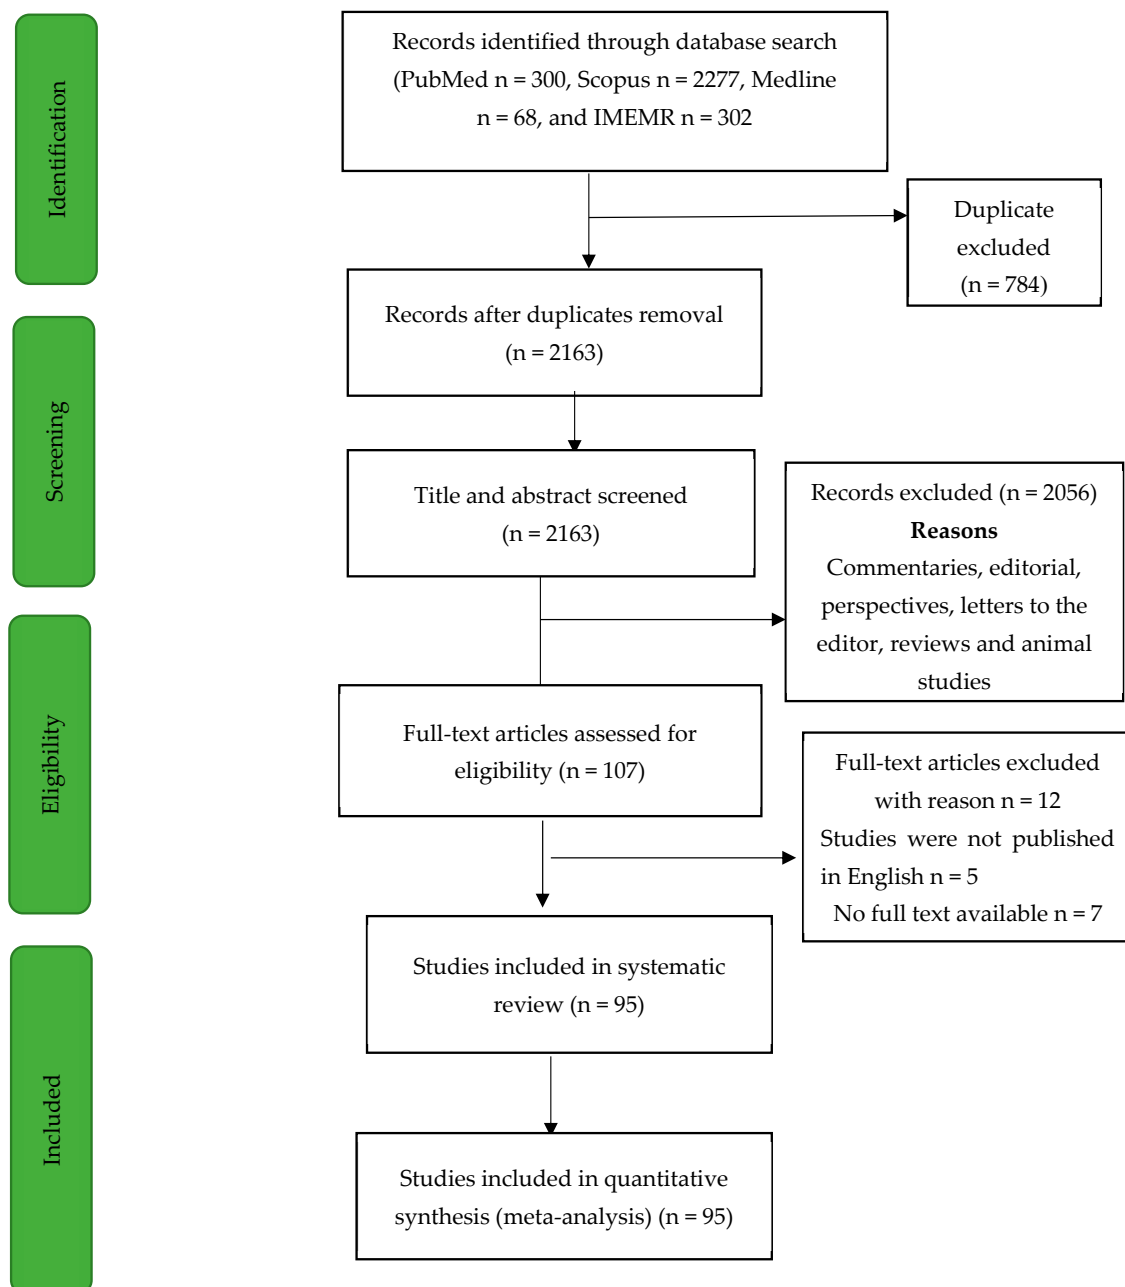 Identification
Records identified through database search
(PubMed n = 300, Scopus n = 2277, Medline
n = 68, and IMEMR n = 302
Duplicate
excluded
(n = 784)
Records after duplicates removal
(n = 2163)
Screening
Title and abstract screened
(n = 2163)
Records excluded (n = 2056)
Reasons
Commentaries, editorial,
perspectives, letters to the
editor, reviews and animal
studies
Eligibility
Full-text articles assessed for
eligibility (n = 107)
Full-text articles excluded
with reason n = 12
Studies were not published
in English n = 5
No full text available n = 7
Included
Studies included in systematic
review (n = 95)
Studies included in quantitative
synthesis (meta-analysis) (n = 95)